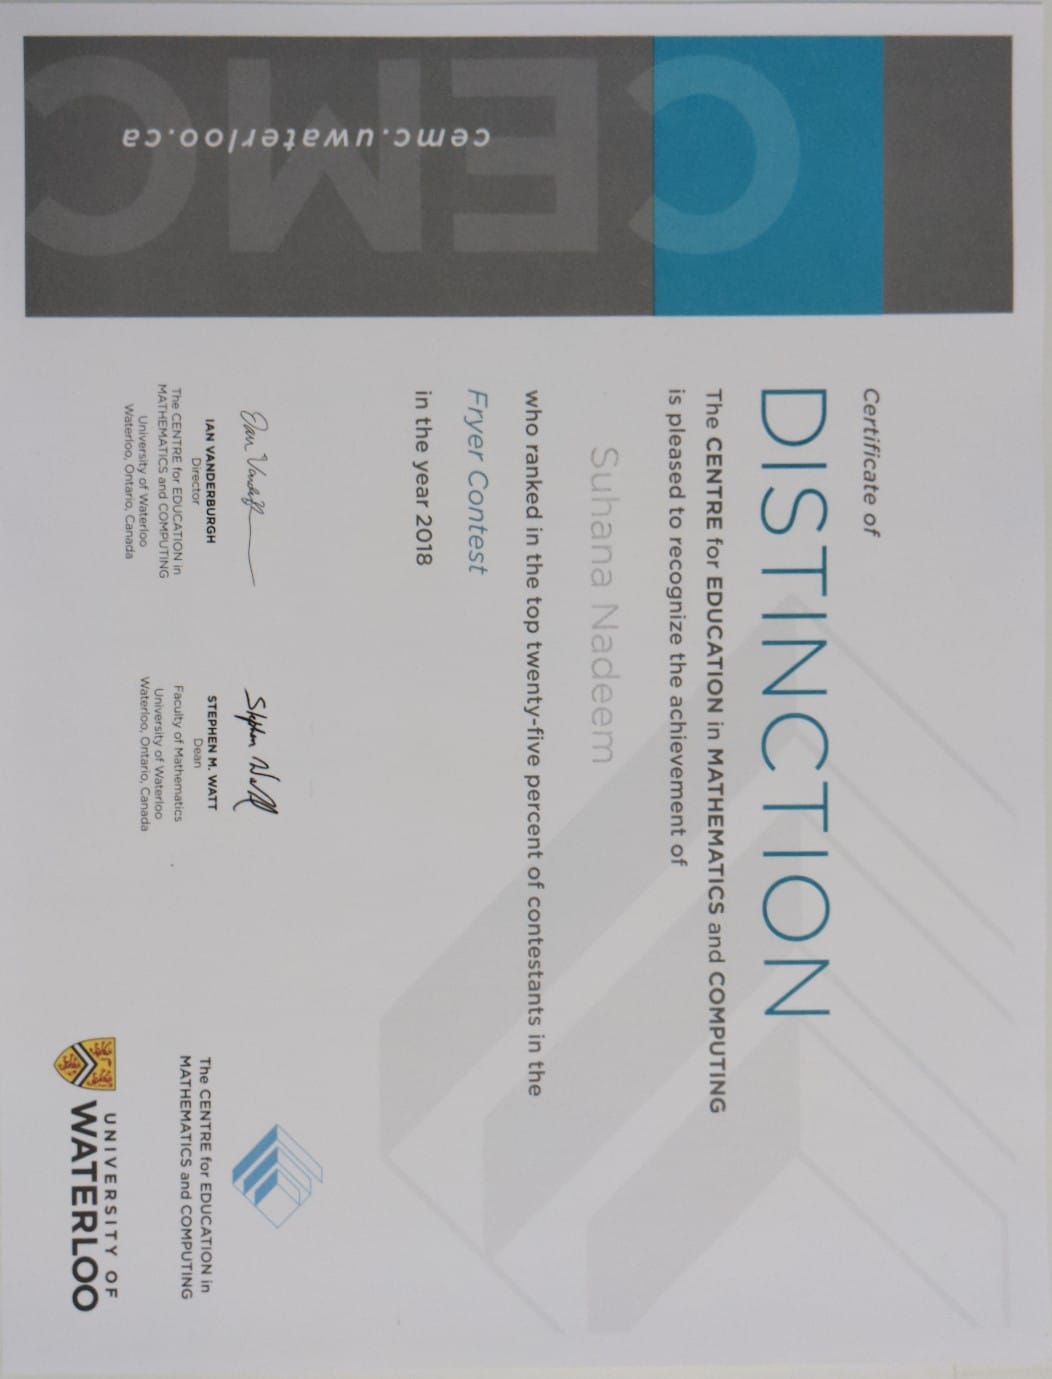 Certificate of
DISTINCTION
The CENTRE for EDUCATION in MATHEMATICS and COMPUTING
is pleased to recognize the achievement of
Suhana Nadeem
who ranked in the top twenty-five percent of contestants in the
Fryer Contest
in the year 2018
CEMC
cemc.uwaterloo.ca
Ian Vanderburgh
IAN VANDERBURGH
Director
The CENTRE for EDUCATION in
MATHEMATICS and COMPUTING
University of Waterloo
Waterloo, Ontario, Canada
Stephen Watt
STEPHEN M. WATT
Dean
Faculty of Mathematics
University of Waterloo
Waterloo, Ontario, Canada
The CENTRE for EDUCATION in
MATHEMATICS and COMPUTING
UNIVERSITY OF
WATERLOO